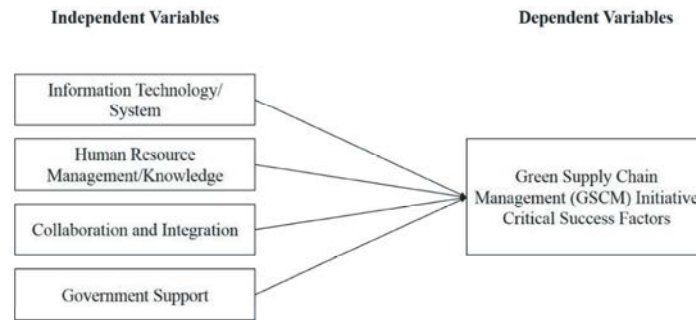 Independent Variables
Dependent Variables
Information Technology/
System
Human Resource
Management/Knowledge
Collaboration and Integration
Government Support
Green Supply Chain
Management (GSCM) Initiative
Critical Success Factors